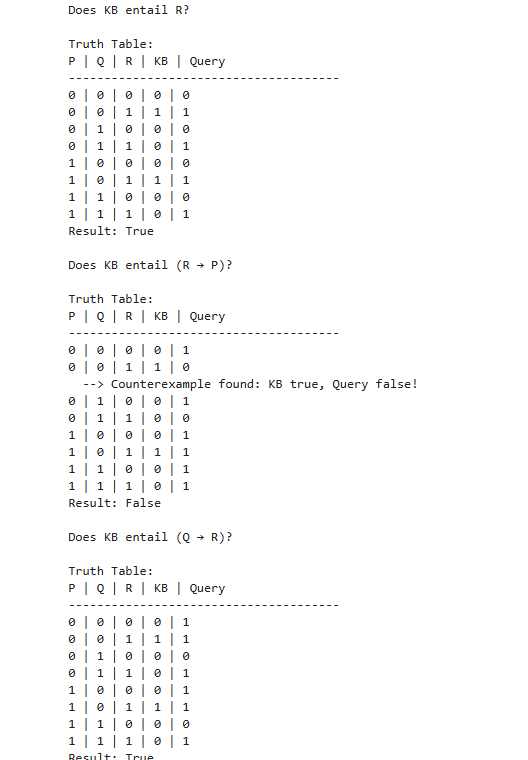 Does KB entail R?
Truth Table:
P | Q | R | KB | Query
--------------------------------------
0 | 0 | 0 | 0 | 0
0 | 0 | 1 | 1 | 1
0 | 1 | 0 | 0 | 0
0 | 1 | 1 | 0 | 1
1 | 0 | 0 | 0 | 0
1 | 0 | 1 | 1 | 1
1 | 1 | 0 | 0 | 0
1 | 1 | 1 | 0 | 1
Result: True
Does KB entail (R → P)?
Truth Table:
P | Q | R | KB | Query
--------------------------------------
0 | 0 | 0 | 0 | 1
0 | 0 | 1 | 1 | 0
--> Counterexample found: KB true, Query false!
0 | 1 | 0 | 0 | 1
0 | 1 | 1 | 0 | 0
1 | 0 | 0 | 0 | 1
1 | 0 | 1 | 1 | 1
1 | 1 | 0 | 0 | 1
1 | 1 | 1 | 0 | 1
Result: False
Does KB entail (Q → R)?
Truth Table:
P | Q | R | KB | Query
--------------------------------------
0 | 0 | 0 | 0 | 1
0 | 0 | 1 | 1 | 1
0 | 1 | 0 | 0 | 0
0 | 1 | 1 | 0 | 1
1 | 0 | 0 | 0 | 1
1 | 0 | 1 | 1 | 1
1 | 1 | 0 | 0 | 0
1 | 1 | 1 | 0 | 1
Result: True